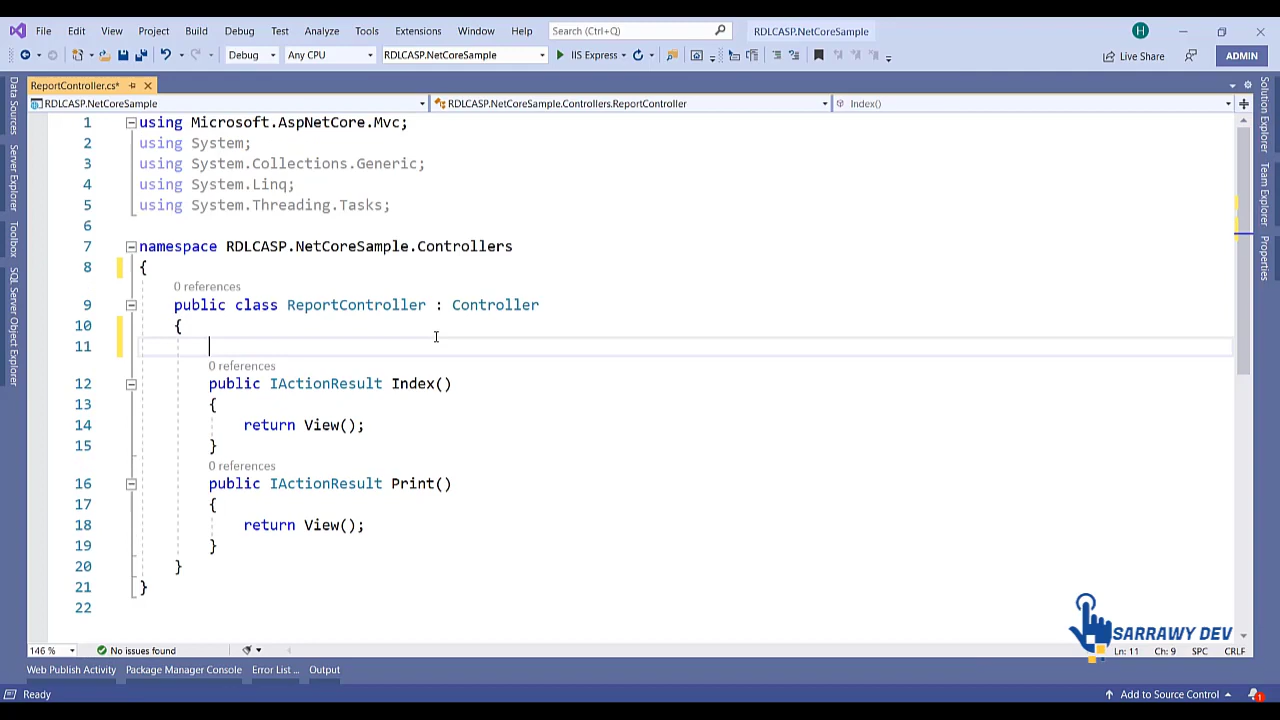 File Edit View Project Build Debug Test Analyze Tools Extensions Window Help Search (Ctrl+Q) RDLCASP.NetCoreSample H
Debug Any CPU RDLCASP.NetCoreSample IIS Express Live Share ADMIN
ReportController.cs*
RDLCASP.NetCoreSample RDLCASP.NetCoreSample.Controllers.ReportController Index()
Data Sources
Server Explorer
Toolbox
SQL Server Object Explorer
1 using Microsoft.AspNetCore.Mvc;
2 using System;
3 using System.Collections.Generic;
4 using System.Linq;
5 using System.Threading.Tasks;
6
7 namespace RDLCASP.NetCoreSample.Controllers
8 {
0 references
9 public class ReportController : Controller
10 {
11
0 references
12 public IActionResult Index()
13 {
14 return View();
15 }
0 references
16 public IActionResult Print()
17 {
18 return View();
19 }
20 }
21 }
22
Solution Explorer
Team Explorer
Properties
SARRAWY DEV
146 % No issues found Ln: 11 Ch: 9 SPC CRLF
Web Publish Activity Package Manager Console Error List ... Output
Ready Add to Source Control 1